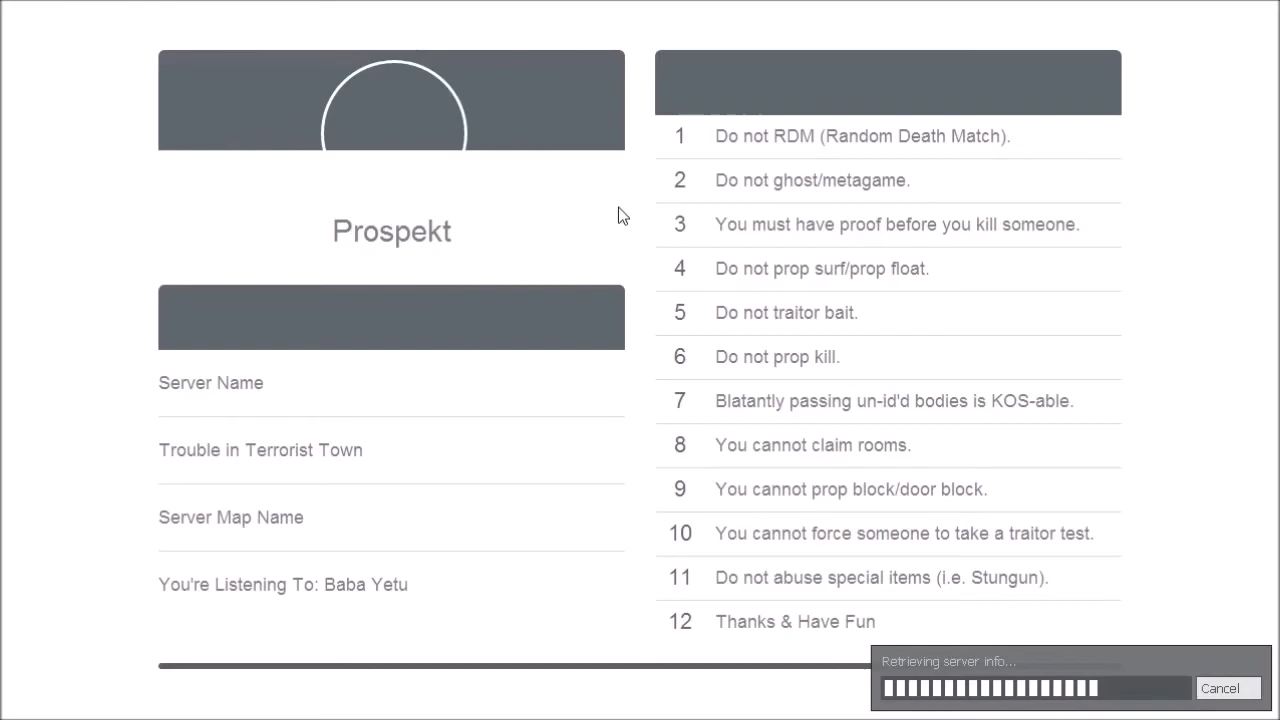 Prospekt
Server Name
Trouble in Terrorist Town
Server Map Name
You're Listening To: Baba Yetu
1 Do not RDM (Random Death Match).
2 Do not ghost/metagame.
3 You must have proof before you kill someone.
4 Do not prop surf/prop float.
5 Do not traitor bait.
6 Do not prop kill.
7 Blatantly passing un-id'd bodies is KOS-able.
8 You cannot claim rooms.
9 You cannot prop block/door block.
10 You cannot force someone to take a traitor test.
11 Do not abuse special items (i.e. Stungun).
12 Thanks & Have Fun
Retrieving server info...
Cancel